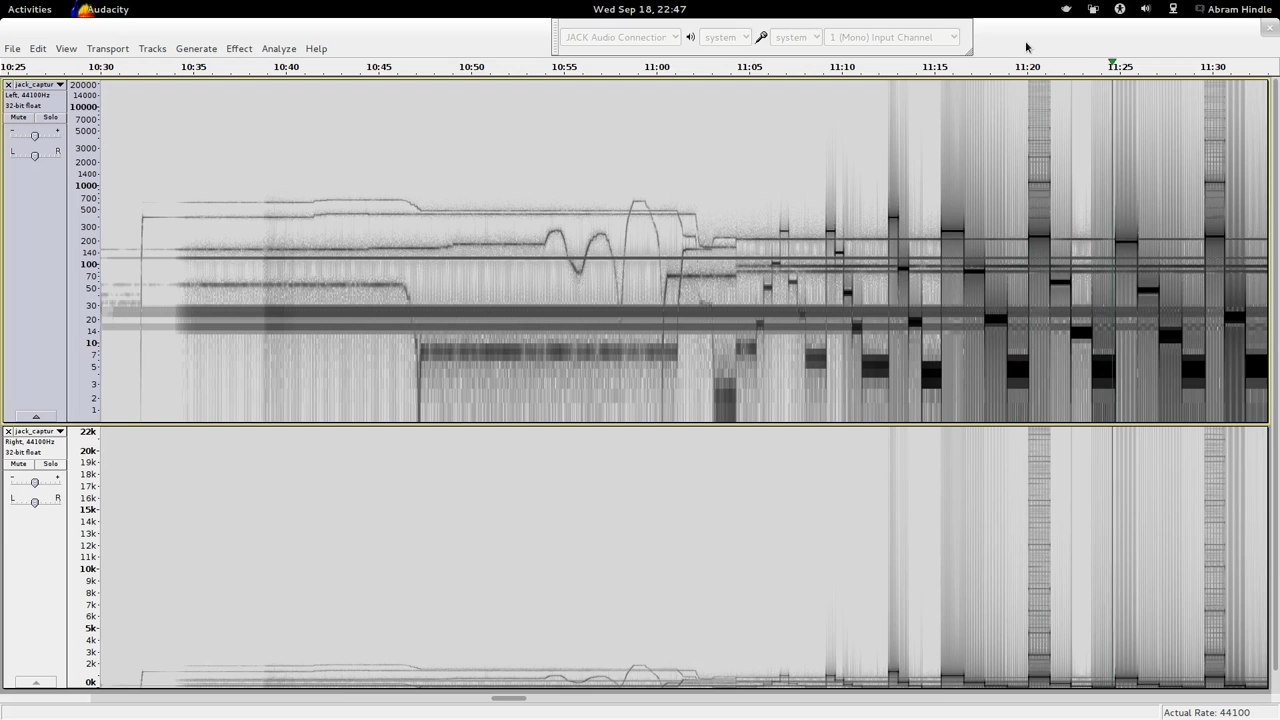 Activities Audacity Wed Sep 18, 22:47 Abram Hindle
JACK Audio Connection system system 1 (Mono) Input Channel
File Edit View Transport Tracks Generate Effect Analyze Help
10:25 10:30 10:35 10:40 10:45 10:50 10:55 11:00 11:05 11:10 11:15 11:20 11:25 11:30
jack_captur
Left, 44100Hz
32-bit float
Mute Solo
- +
L R
20000
14000
10000
7000
5000
3000
2000
1400
1000
700
500
300
200
140
100
70
50
30
20
14
10
7
5
3
2
1
jack_captur
Right, 44100Hz
32-bit float
Mute Solo
- +
L R
22k
20k
19k
18k
17k
16k
15k
14k
13k
12k
11k
10k
9k
8k
7k
6k
5k
4k
3k
2k
0k
Actual Rate: 44100